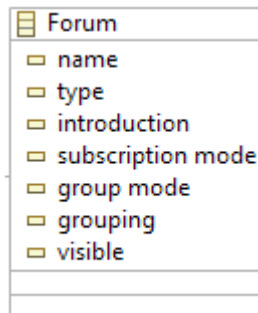 Forum
name
type
introduction
subscription mode
group mode
grouping
visible